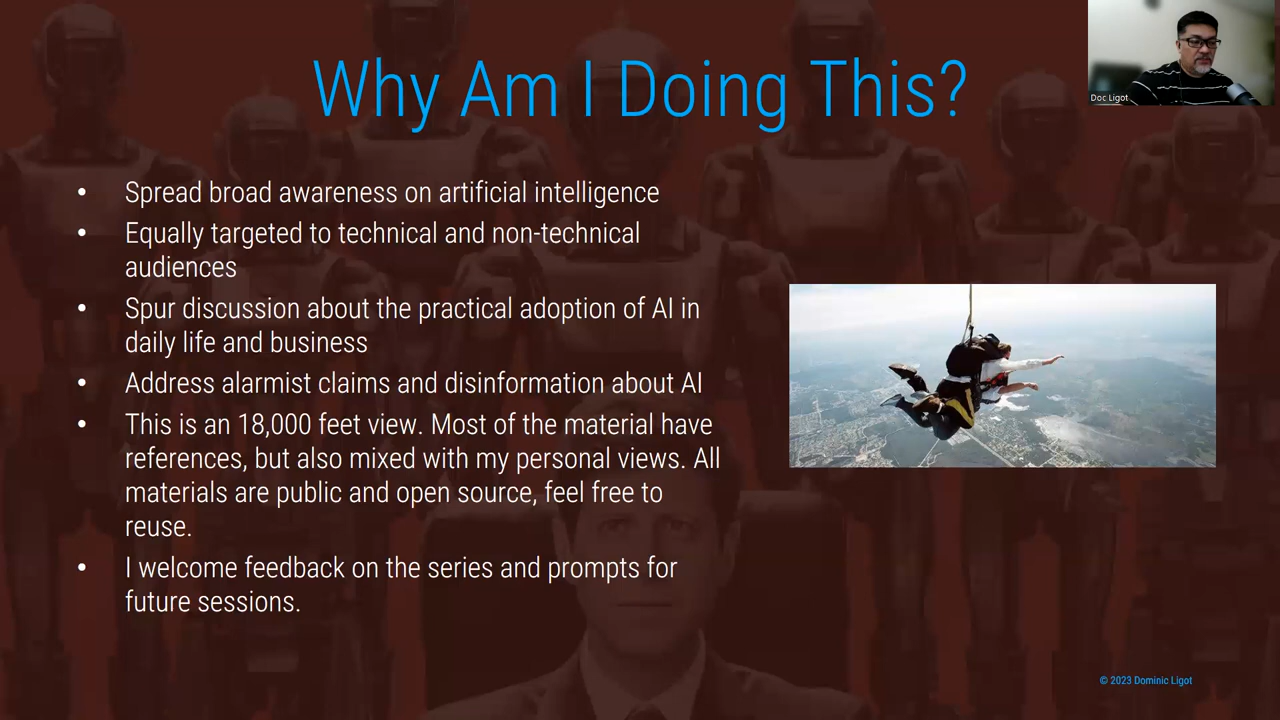 Why Am I Doing This?
Doc Ligot
• Spread broad awareness on artificial intelligence
• Equally targeted to technical and non-technical
audiences
• Spur discussion about the practical adoption of AI in
daily life and business
• Address alarmist claims and disinformation about AI
• This is an 18,000 feet view. Most of the material have
references, but also mixed with my personal views. All
materials are public and open source, feel free to
reuse.
• I welcome feedback on the series and prompts for
future sessions.
© 2023 Dominic Ligot